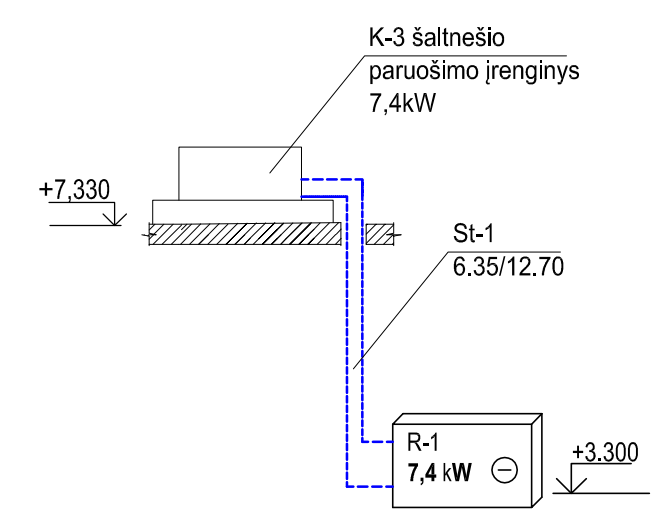 K-3 šaltnešio
paruošimo įrenginys
7,4kW
+7,330
St-1
6.35/12.70
R-1
7,4 kW
+3.300